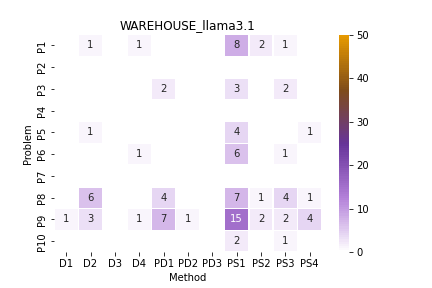 WAREHOUSE_llama3.1
P1 1 1 8 2 1
P2
P3 2 3 2
P4
P5 1 4 1
P6 1 6 1
P7
P8 6 4 7 1 4 1
P9 1 3 1 7 1 15 2 2 4
P10 2 1
D1 D2 D3 D4 PD1 PD2 PD3 PS1 PS2 PS3 PS4
Method
Problem
50
40
30
20
10
0